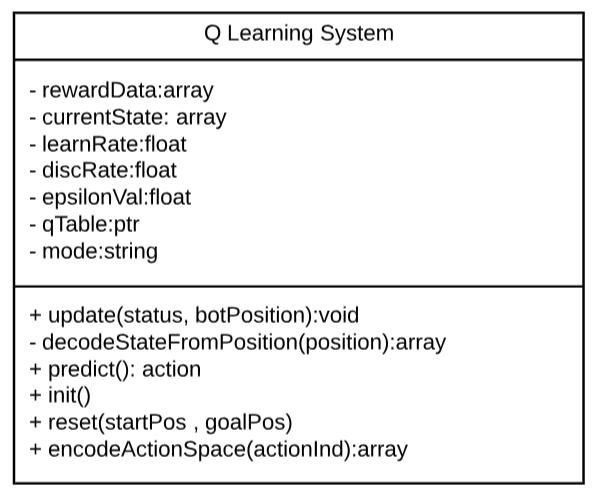 Q Learning System
- rewardData:array
- currentState: array
- learnRate:float
- discRate:float
- epsilonVal:float
- qTable:ptr
- mode:string
+ update(status, botPosition):void
- decodeStateFromPosition(position):array
+ predict(): action
+ init()
+ reset(startPos , goalPos)
+ encodeActionSpace(actionInd):array